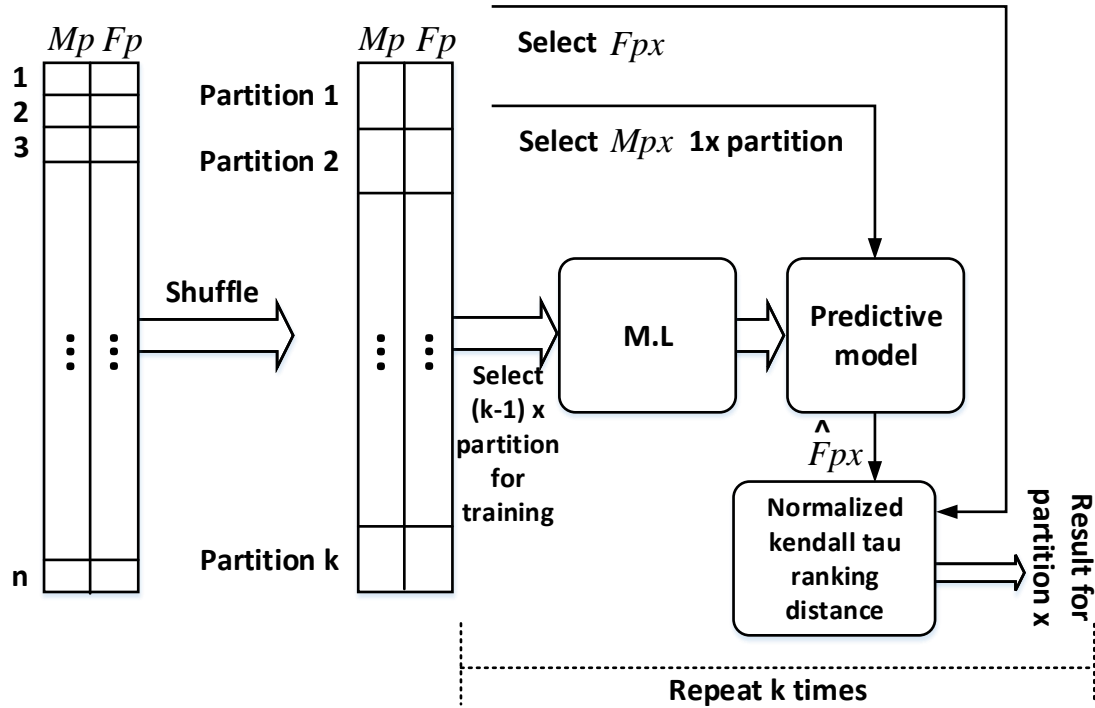 Mp Fp
1
2
3
⋮ ⋮
n
Shuffle
Mp Fp
Partition 1
Partition 2
⋮ ⋮
Partition k
Select Fpx
Select Mpx 1x partition
Select
(k-1) x
partition
for
training
M.L
Predictive
model
^
Fpx
Normalized
kendall tau
ranking
distance
Result for
partition x
Repeat k times